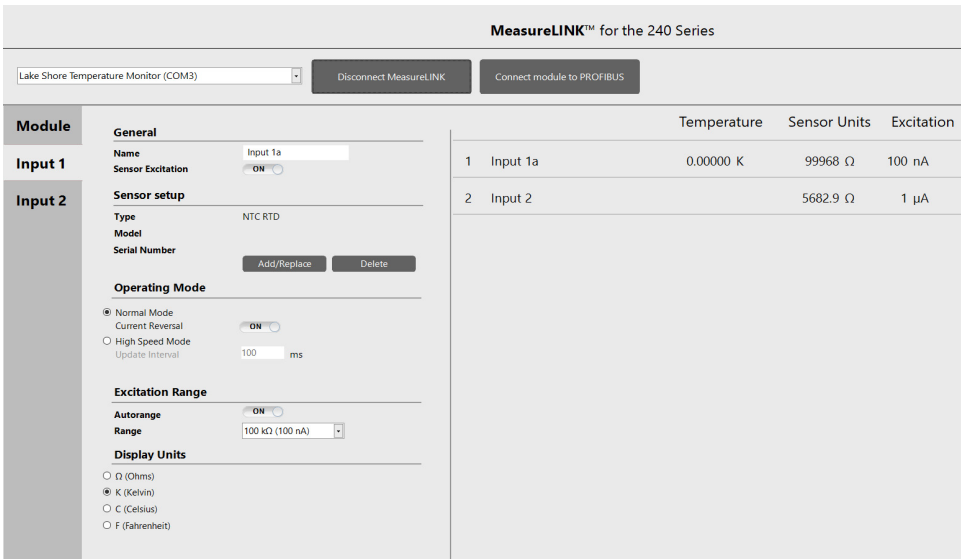 MeasureLINK™ for the 240 Series
Lake Shore Temperature Monitor (COM3)
Disconnect MeasureLINK
Connect module to PROFIBUS
Module
Input 1
Input 2
General
Name Input 1a
Sensor Excitation ON
Sensor setup
Type NTC RTD
Model
Serial Number
Add/Replace Delete
Operating Mode
Normal Mode
Current Reversal ON
High Speed Mode
Update Interval 100 ms
Excitation Range
Autorange ON
Range 100 kΩ (100 nA)
Display Units
Ω (Ohms)
K (Kelvin)
C (Celsius)
F (Fahrenheit)
Temperature Sensor Units Excitation
1 Input 1a 0.00000 K 99968 Ω 100 nA
2 Input 2 5682.9 Ω 1 µA